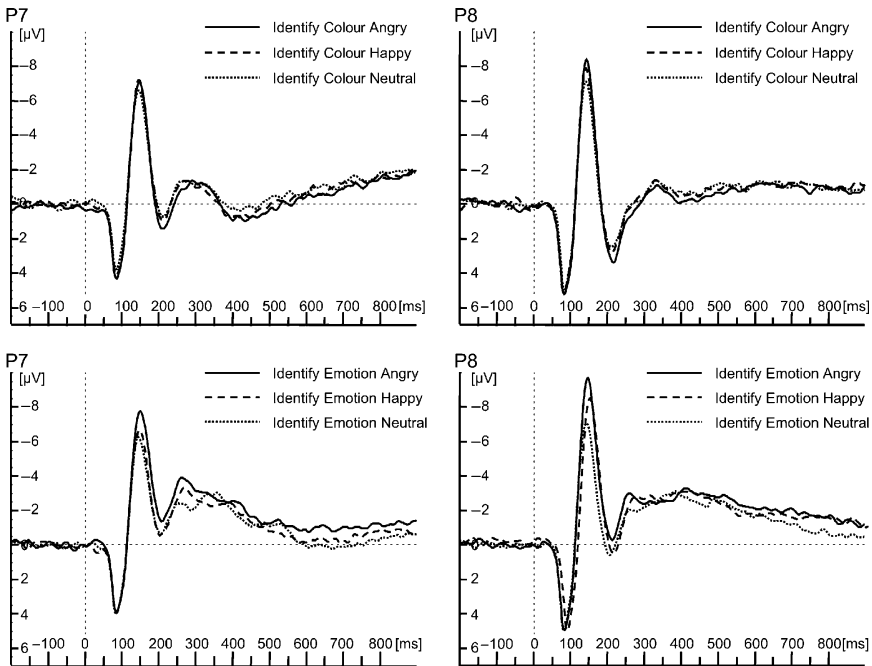 P7
[µV]
Identify Colour Angry
Identify Colour Happy
Identify Colour Neutral
−8
−6
−4
−2
0
2
4
6
−100 0 100 200 300 400 500 600 700 800 [ms]
P8
[µV]
Identify Colour Angry
Identify Colour Happy
Identify Colour Neutral
−8
−6
−4
−2
0
2
4
6
−100 0 100 200 300 400 500 600 700 800 [ms]
P7
[µV]
Identify Emotion Angry
Identify Emotion Happy
Identify Emotion Neutral
−8
−6
−4
−2
0
2
4
6
−100 0 100 200 300 400 500 600 700 800 [ms]
P8
[µV]
Identify Emotion Angry
Identify Emotion Happy
Identify Emotion Neutral
−8
−6
−4
−2
0
2
4
6
−100 0 100 200 300 400 500 600 700 800 [ms]